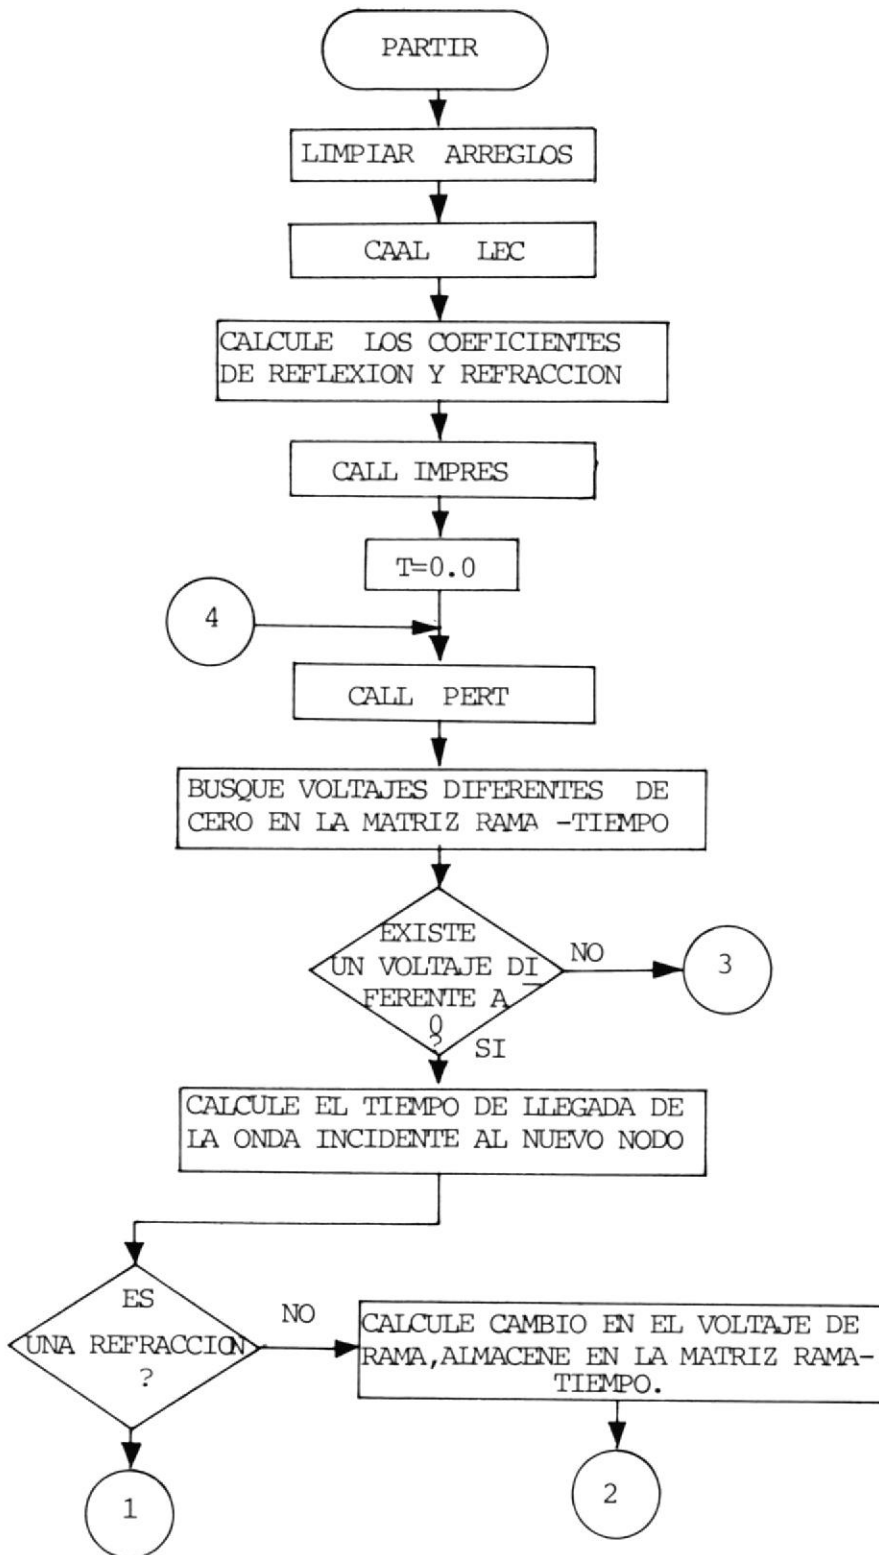 PARTIR
LIMPIAR ARREGLOS
CAAL LEC
CALCULE LOS COEFICIENTES
DE REFLEXION Y REFRACCION
CALL IMPRES
T=0.0
4
CALL PERT
BUSQUE VOLTAJES DIFERENTES DE
CERO EN LA MATRIZ RAMA -TIEMPO
EXISTE
UN VOLTAJE DI
FERENTE A
0
?
NO
3
SI
CALCULE EL TIEMPO DE LLEGADA DE
LA ONDA INCIDENTE AL NUEVO NODO
ES
UNA REFRACCION
?
NO
CALCULE CAMBIO EN EL VOLTAJE DE
RAMA,ALMACENE EN LA MATRIZ RAMA-
TIEMPO.
1
2